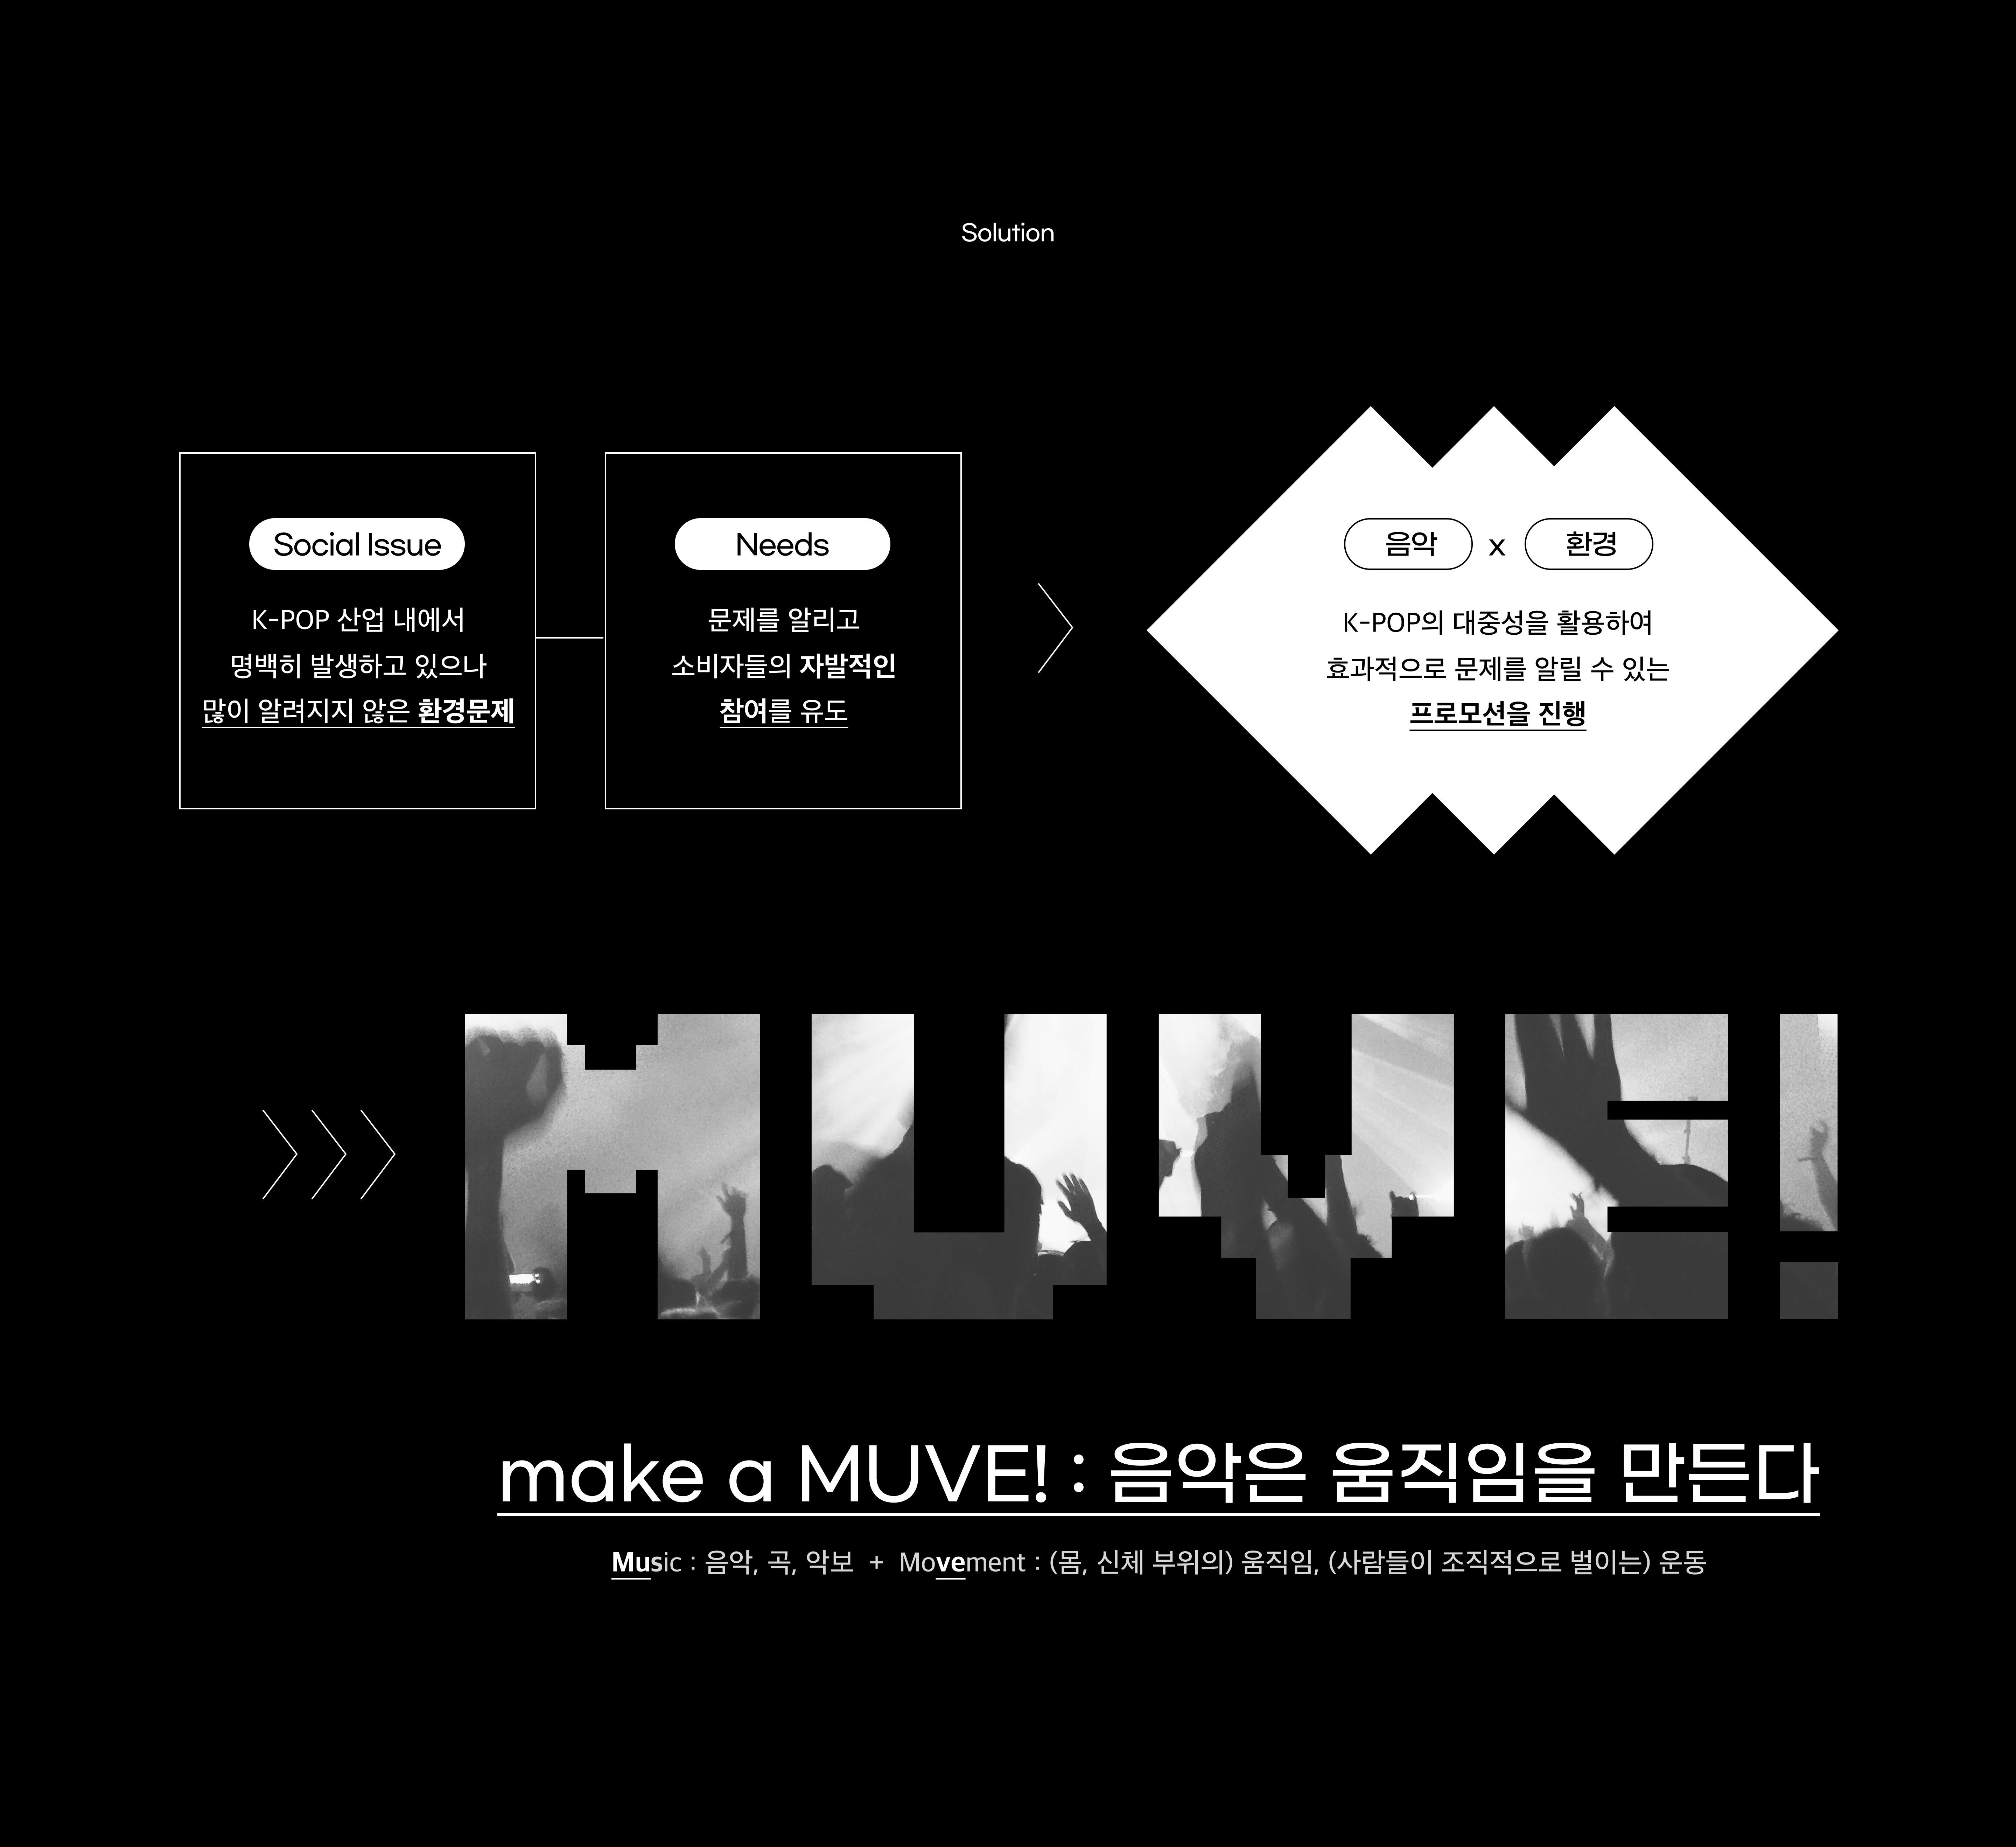 Solution
Social Issue
K-POP 산업 내에서
명백히 발생하고 있으나
많이 알려지지 않은 환경문제
Needs
문제를 알리고
소비자들의 자발적인
참여를 유도
음악 x 환경
K-POP의 대중성을 활용하여
효과적으로 문제를 알릴 수 있는
프로모션을 진행
MUVE!
make a MUVE! : 음악은 움직임을 만든다
Music : 음악, 곡, 악보 + Movement : (몸, 신체 부위의) 움직임, (사람들이 조직적으로 벌이는) 운동